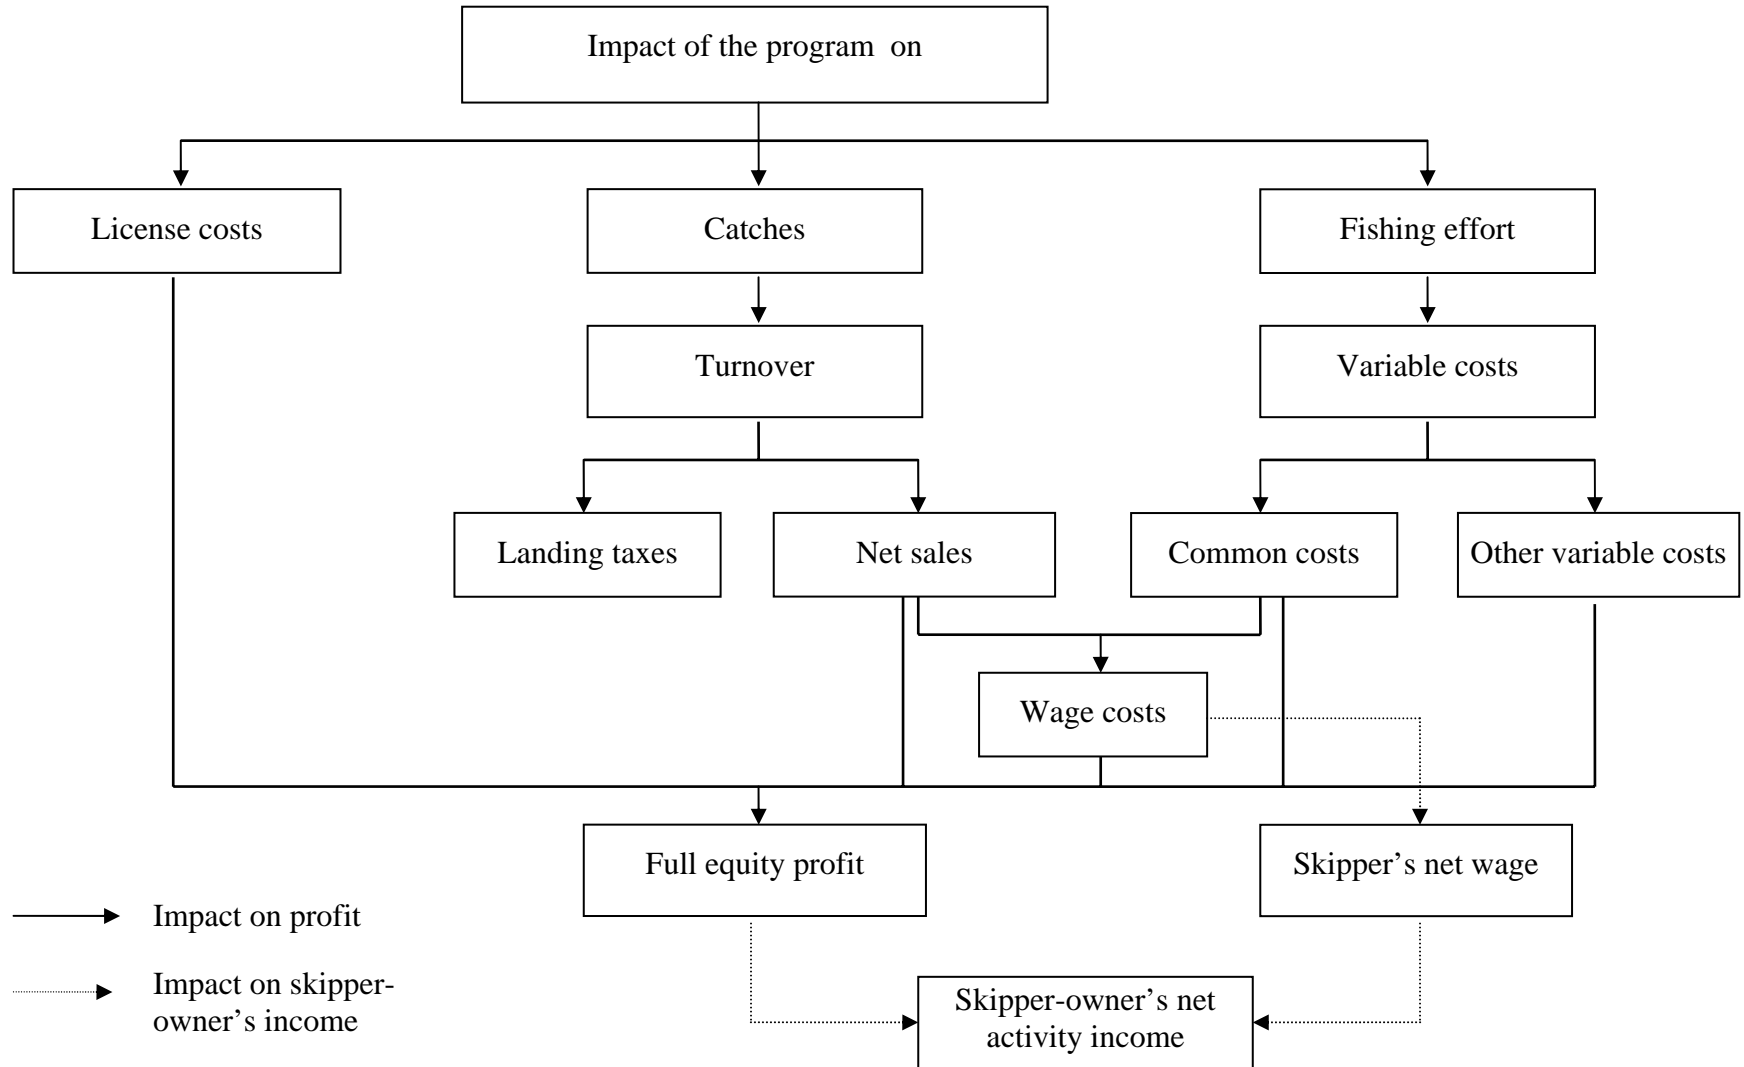 Impact of the program  on
License costs
Catches
Fishing effort
Turnover
Variable costs
Landing taxes
Net sales
Common costs
Other variable costs
Wage costs
Full equity profit
Skipper’s net wage
Impact on profit
Impact on skipper-
owner’s income
Skipper-owner’s net
activity income